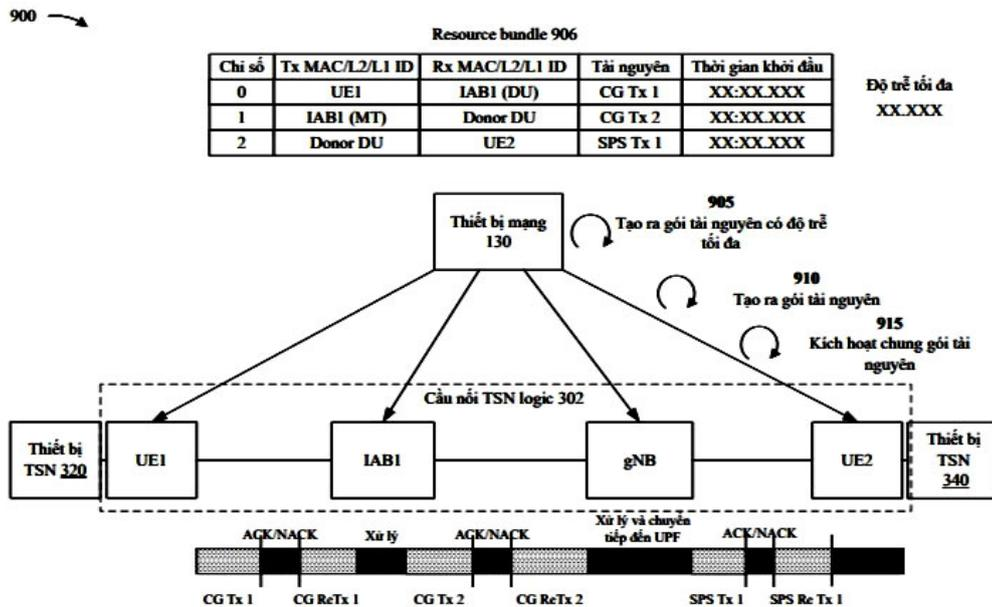 900
Resource bundle 906
Chỉ số Tx MAC/L2/L1 ID Rx MAC/L2/L1 ID Tài nguyên Thời gian khởi đầu
0 UE1 IAB1 (DU) CG Tx 1 XX:XX.XXX
1 IAB1 (MT) Donor DU CG Tx 2 XX:XX.XXX
2 Donor DU UE2 SPS Tx 1 XX:XX.XXX
Độ trễ tối đa
XX.XXX
Thiết bị mạng
130
905
Tạo ra gói tài nguyên có độ trễ
tối đa
910
Tạo ra gói tài nguyên
915
Kích hoạt chung gói tài
nguyên
Cầu nối TSN logic 302
Thiết bị
TSN 320
UE1
IAB1
gNB
UE2
Thiết bị
TSN
340
ACK/NACK
Xử lý
ACK/NACK
Xử lý và chuyển
tiếp đến UPF
ACK/NACK
CG Tx 1
CG ReTx 1
CG Tx 2
CG ReTx 2
SPS Tx 1
SPS Re Tx 1